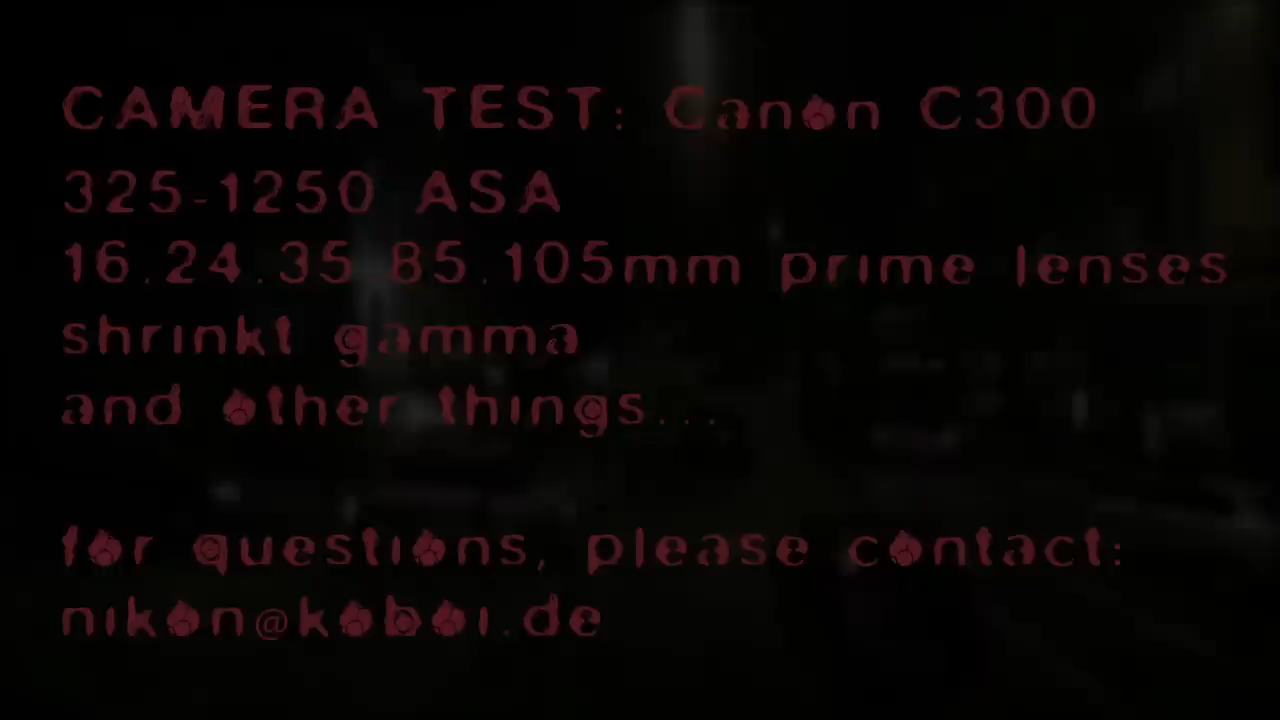 CAMERA TEST: Canon C300
325-1250 ASA
16.24.35 85.105mm prime lenses
shrinkt gamma
and other things...
for questions, please contact:
nikon@koboi.de